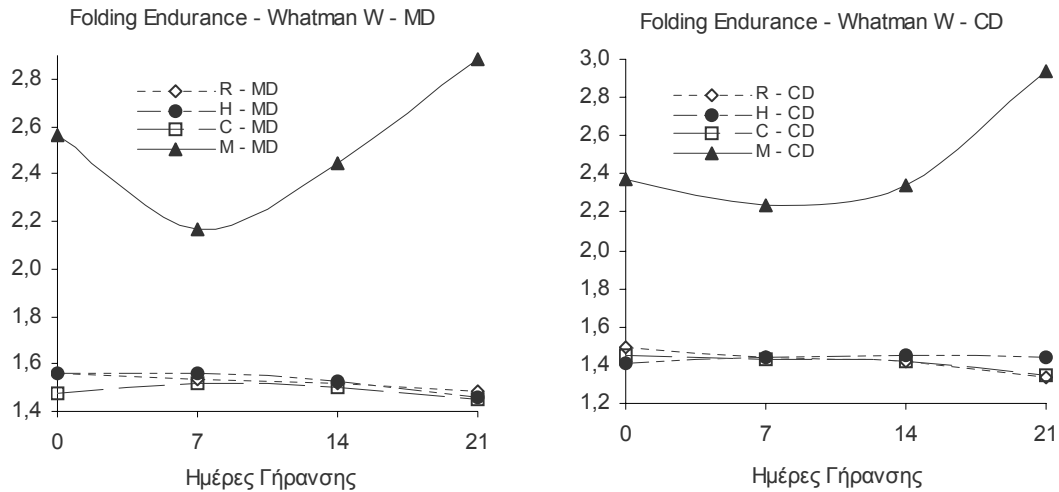 Folding Endurance - Whatman W - MD
2,8
2,6
2,4
2,2
2,0
1,8
1,6
1,4
R - MD
H - MD
C - MD
M - MD
0 7 14 21
Ημέρες Γήρανσης
Folding Endurance - Whatman W - CD
3,0
2,8
2,6
2,4
2,2
2,0
1,8
1,6
1,4
1,2
R - CD
H - CD
C - CD
M - CD
0 7 14 21
Ημέρες Γήρανσης